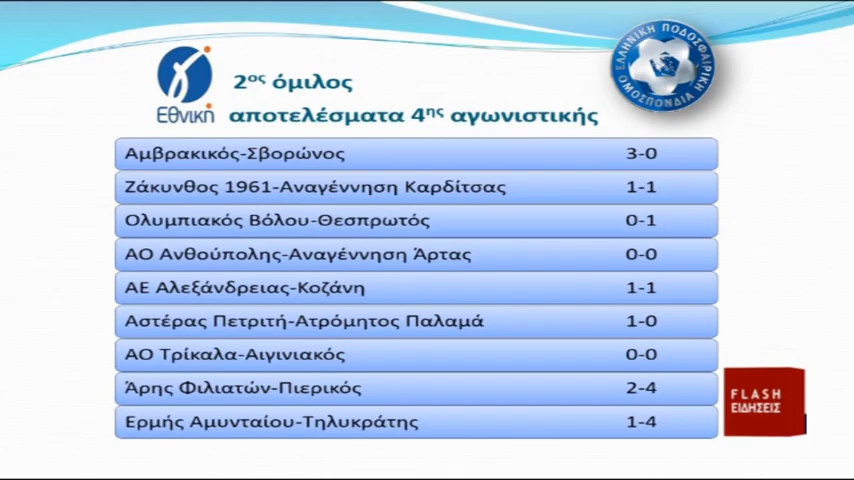 2ος όμιλος
Εθνική
αποτελέσματα 4ης αγωνιστικής
ΕΛΛΗΝΙΚΗ ΠΟΔΟΣΦΑΙΡΙΚΗ ΟΜΟΣΠΟΝΔΙΑ
Αμβρακικός-Σβορώνος 3-0
Ζάκυνθος 1961-Αναγέννηση Καρδίτσας 1-1
Ολυμπιακός Βόλου-Θεσπρωτός 0-1
ΑΟ Ανθούπολης-Αναγέννηση Άρτας 0-0
ΑΕ Αλεξάνδρειας-Κοζάνη 1-1
Αστέρας Πετριτή-Ατρόμητος Παλαμά 1-0
ΑΟ Τρίκαλα-Αιγινιακός 0-0
Άρης Φιλιατών-Πιερικός 2-4
Ερμής Αμυνταίου-Τηλυκράτης 1-4
FLASH
ΕΙΔΗΣΕΙΣ